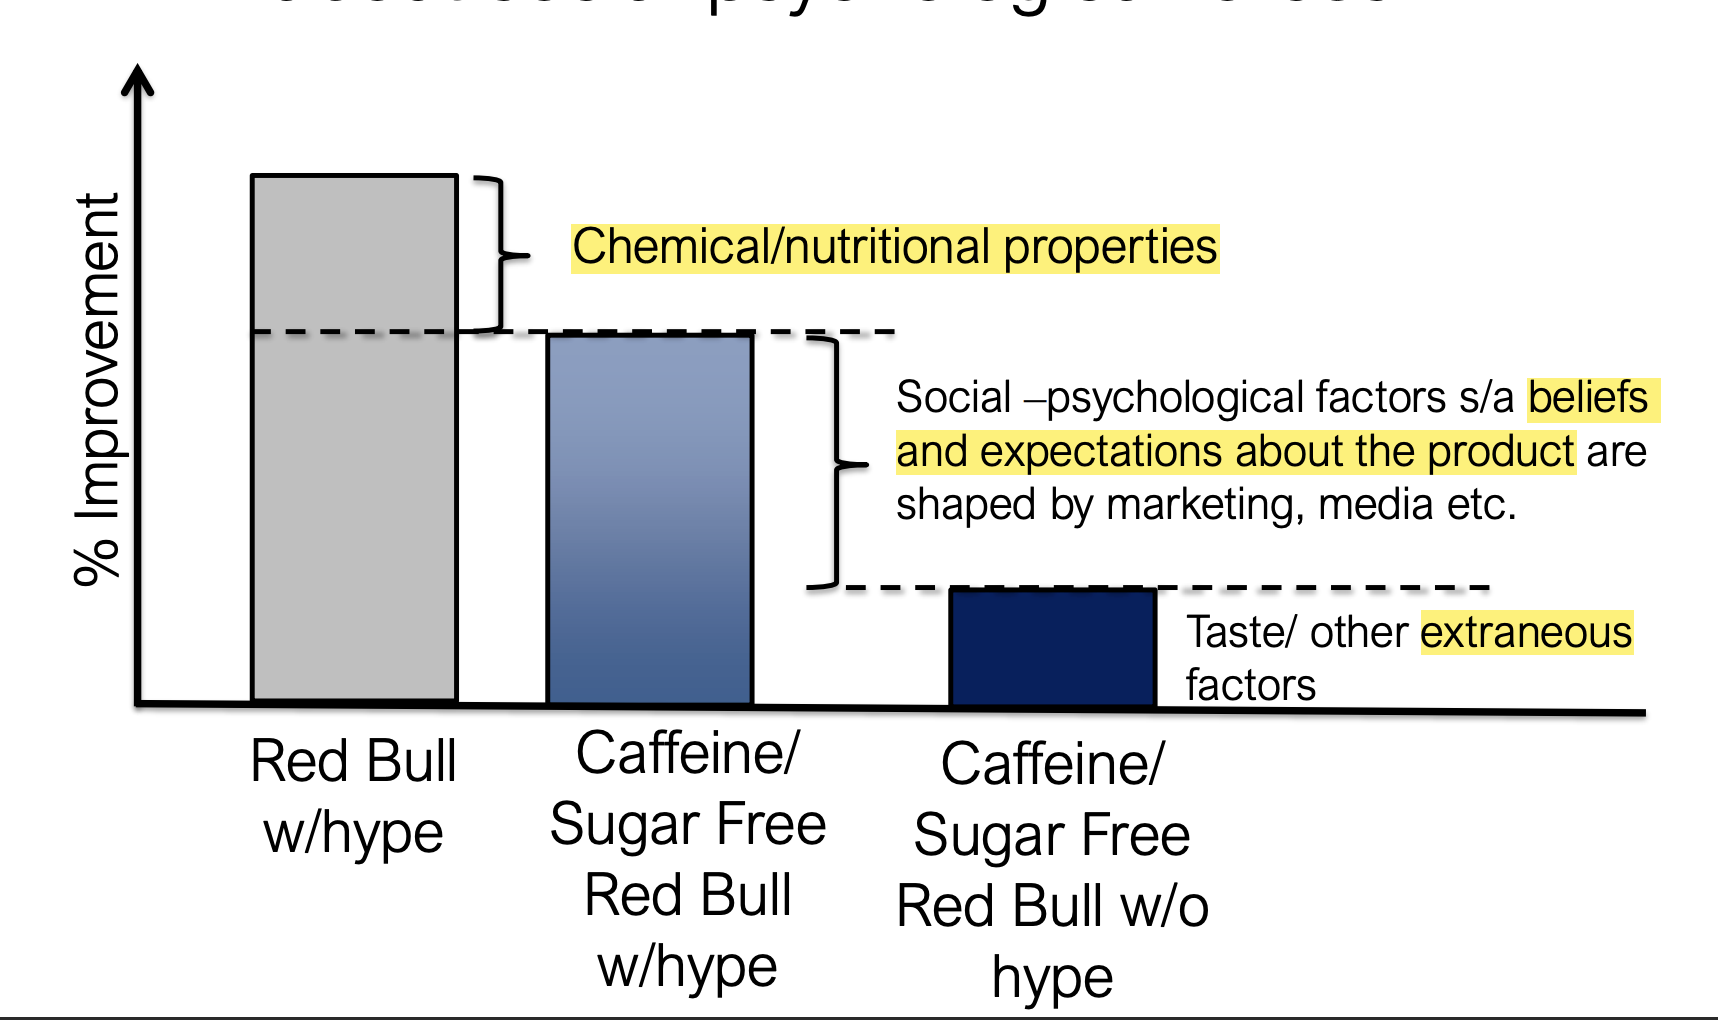 % Improvement
Chemical/nutritional properties
Social –psychological factors s/a beliefs
and expectations about the product are
shaped by marketing, media etc.
Taste/ other extraneous
factors
Red Bull
w/hype
Caffeine/
Sugar Free
Red Bull
w/hype
Caffeine/
Sugar Free
Red Bull w/o
hype